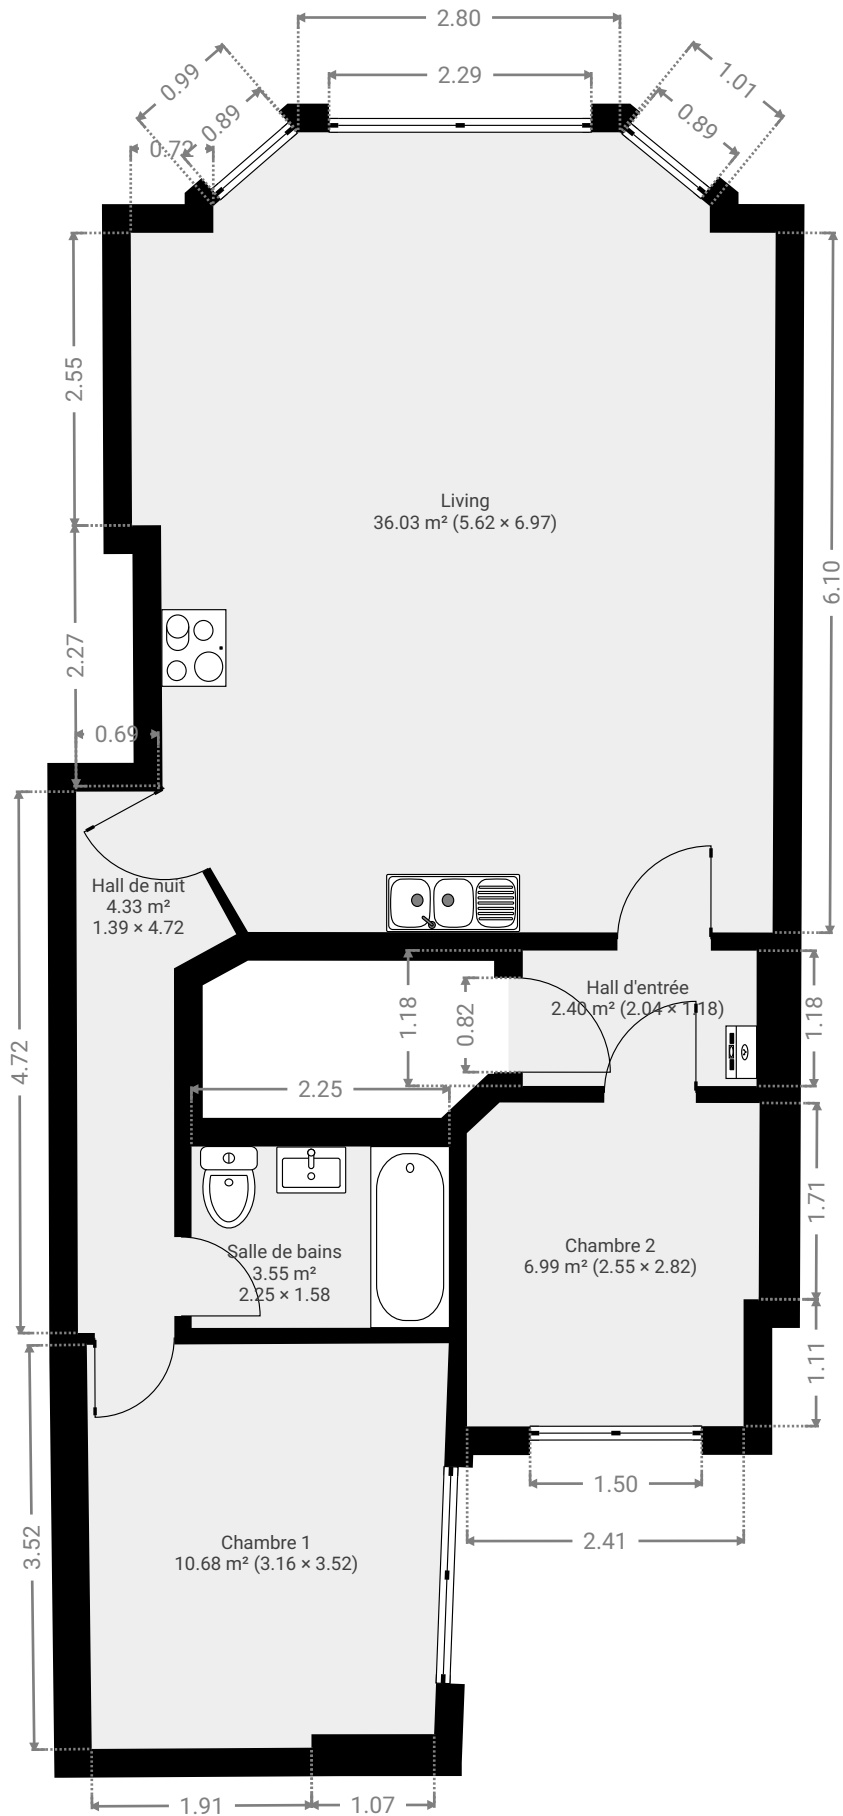 2.80
2.29
0.99
0.89
0.72
1.01
0.89
2.55
Living
36.03 m² (5.62 × 6.97)
6.10
2.27
0.69
Hall de nuit
4.33 m²
1.39 × 4.72
4.72
1.18
0.82
Hall d'entrée
2.40 m² (2.04 × 1.18)
1.18
2.25
1.71
Chambre 2
6.99 m² (2.55 × 2.82)
Salle de bains
3.55 m²
2.25 × 1.58
1.11
1.50
2.41
3.52
Chambre 1
10.68 m² (3.16 × 3.52)
1.91
1.07